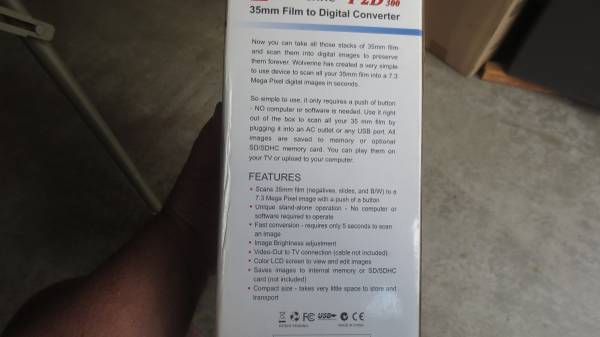 F2D 300
35mm Film to Digital Converter
Now you can take all those stacks of 35mm film
and scan them into digital images to preserve
them forever. Wolverine has created a very simple
to use device to scan all your 35mm film into a 7.3
Mega Pixel digital images in seconds.
So simple to use, it only requires a push of button
- NO computer or software is needed. Use it right
out of the box to scan all your 35 mm film by
plugging it into an AC outlet or any USB port. All
images are saved to memory or optional
SD/SDHC memory card. You can play them on
your TV or upload to your computer.
FEATURES
• Scans 35mm film (negatives, slides, and B/W) to a
7.3 Mega Pixel image with a push of a button
• Unique stand-alone operation - No computer or
software required to operate
• Fast conversion - requires only 5 seconds to scan
an image
• Image Brightness adjustment
• Video-Out to TV connection (cable not included)
• Color LCD screen to view and edit images
• Saves images to internal memory or SD/SDHC
card (not included)
• Compact size - takes very little space to store and
transport
FC USB CE
PATENT PENDING MADE IN CHINA